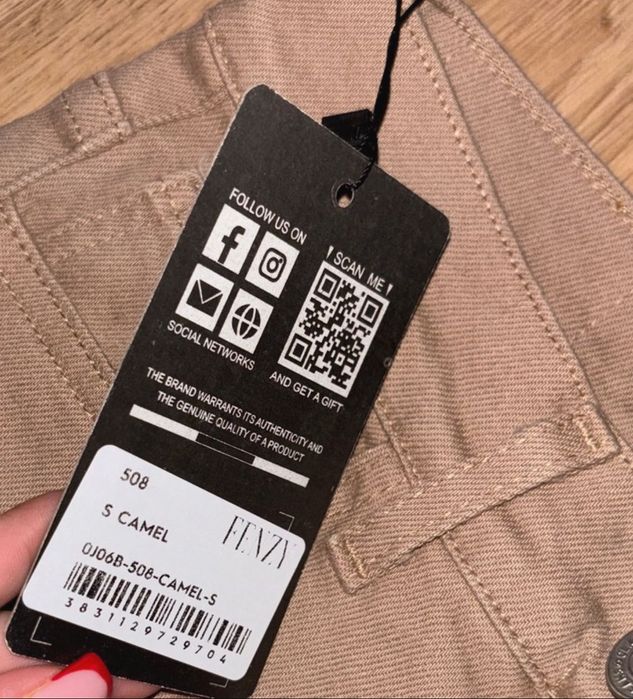 FOLLOW US ON
SOCIAL NETWORKS
! SCAN ME !
AND GET A GIFT
THE BRAND WARRANTS ITS AUTHENTICITY AND
THE GENUINE QUALITY OF A PRODUCT
508
S CAMEL
FENZY
0J06B-508-CAMEL-S
3831129729704